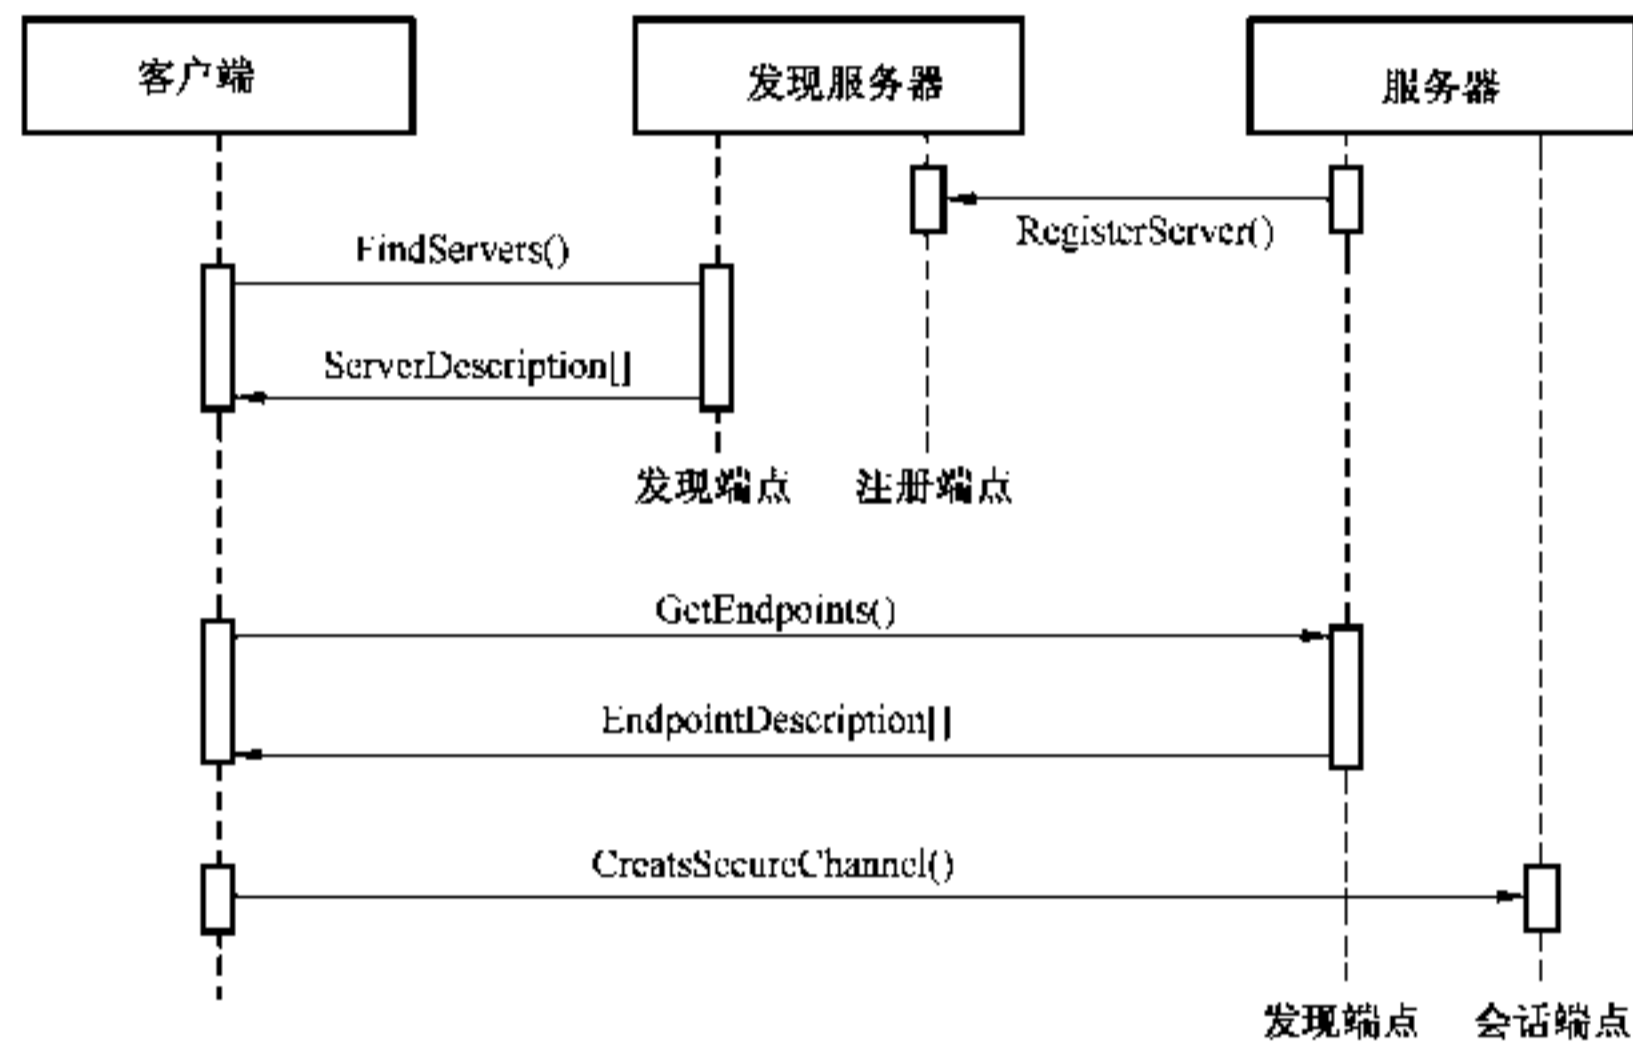 客户端
发现服务器
服务器
RegisterServer()
FindServers()
ServerDescription[]
发现端点
注册端点
GetEndpoints()
EndpointDescription[]
CreatsSecureChannel()
发现端点
会话端点